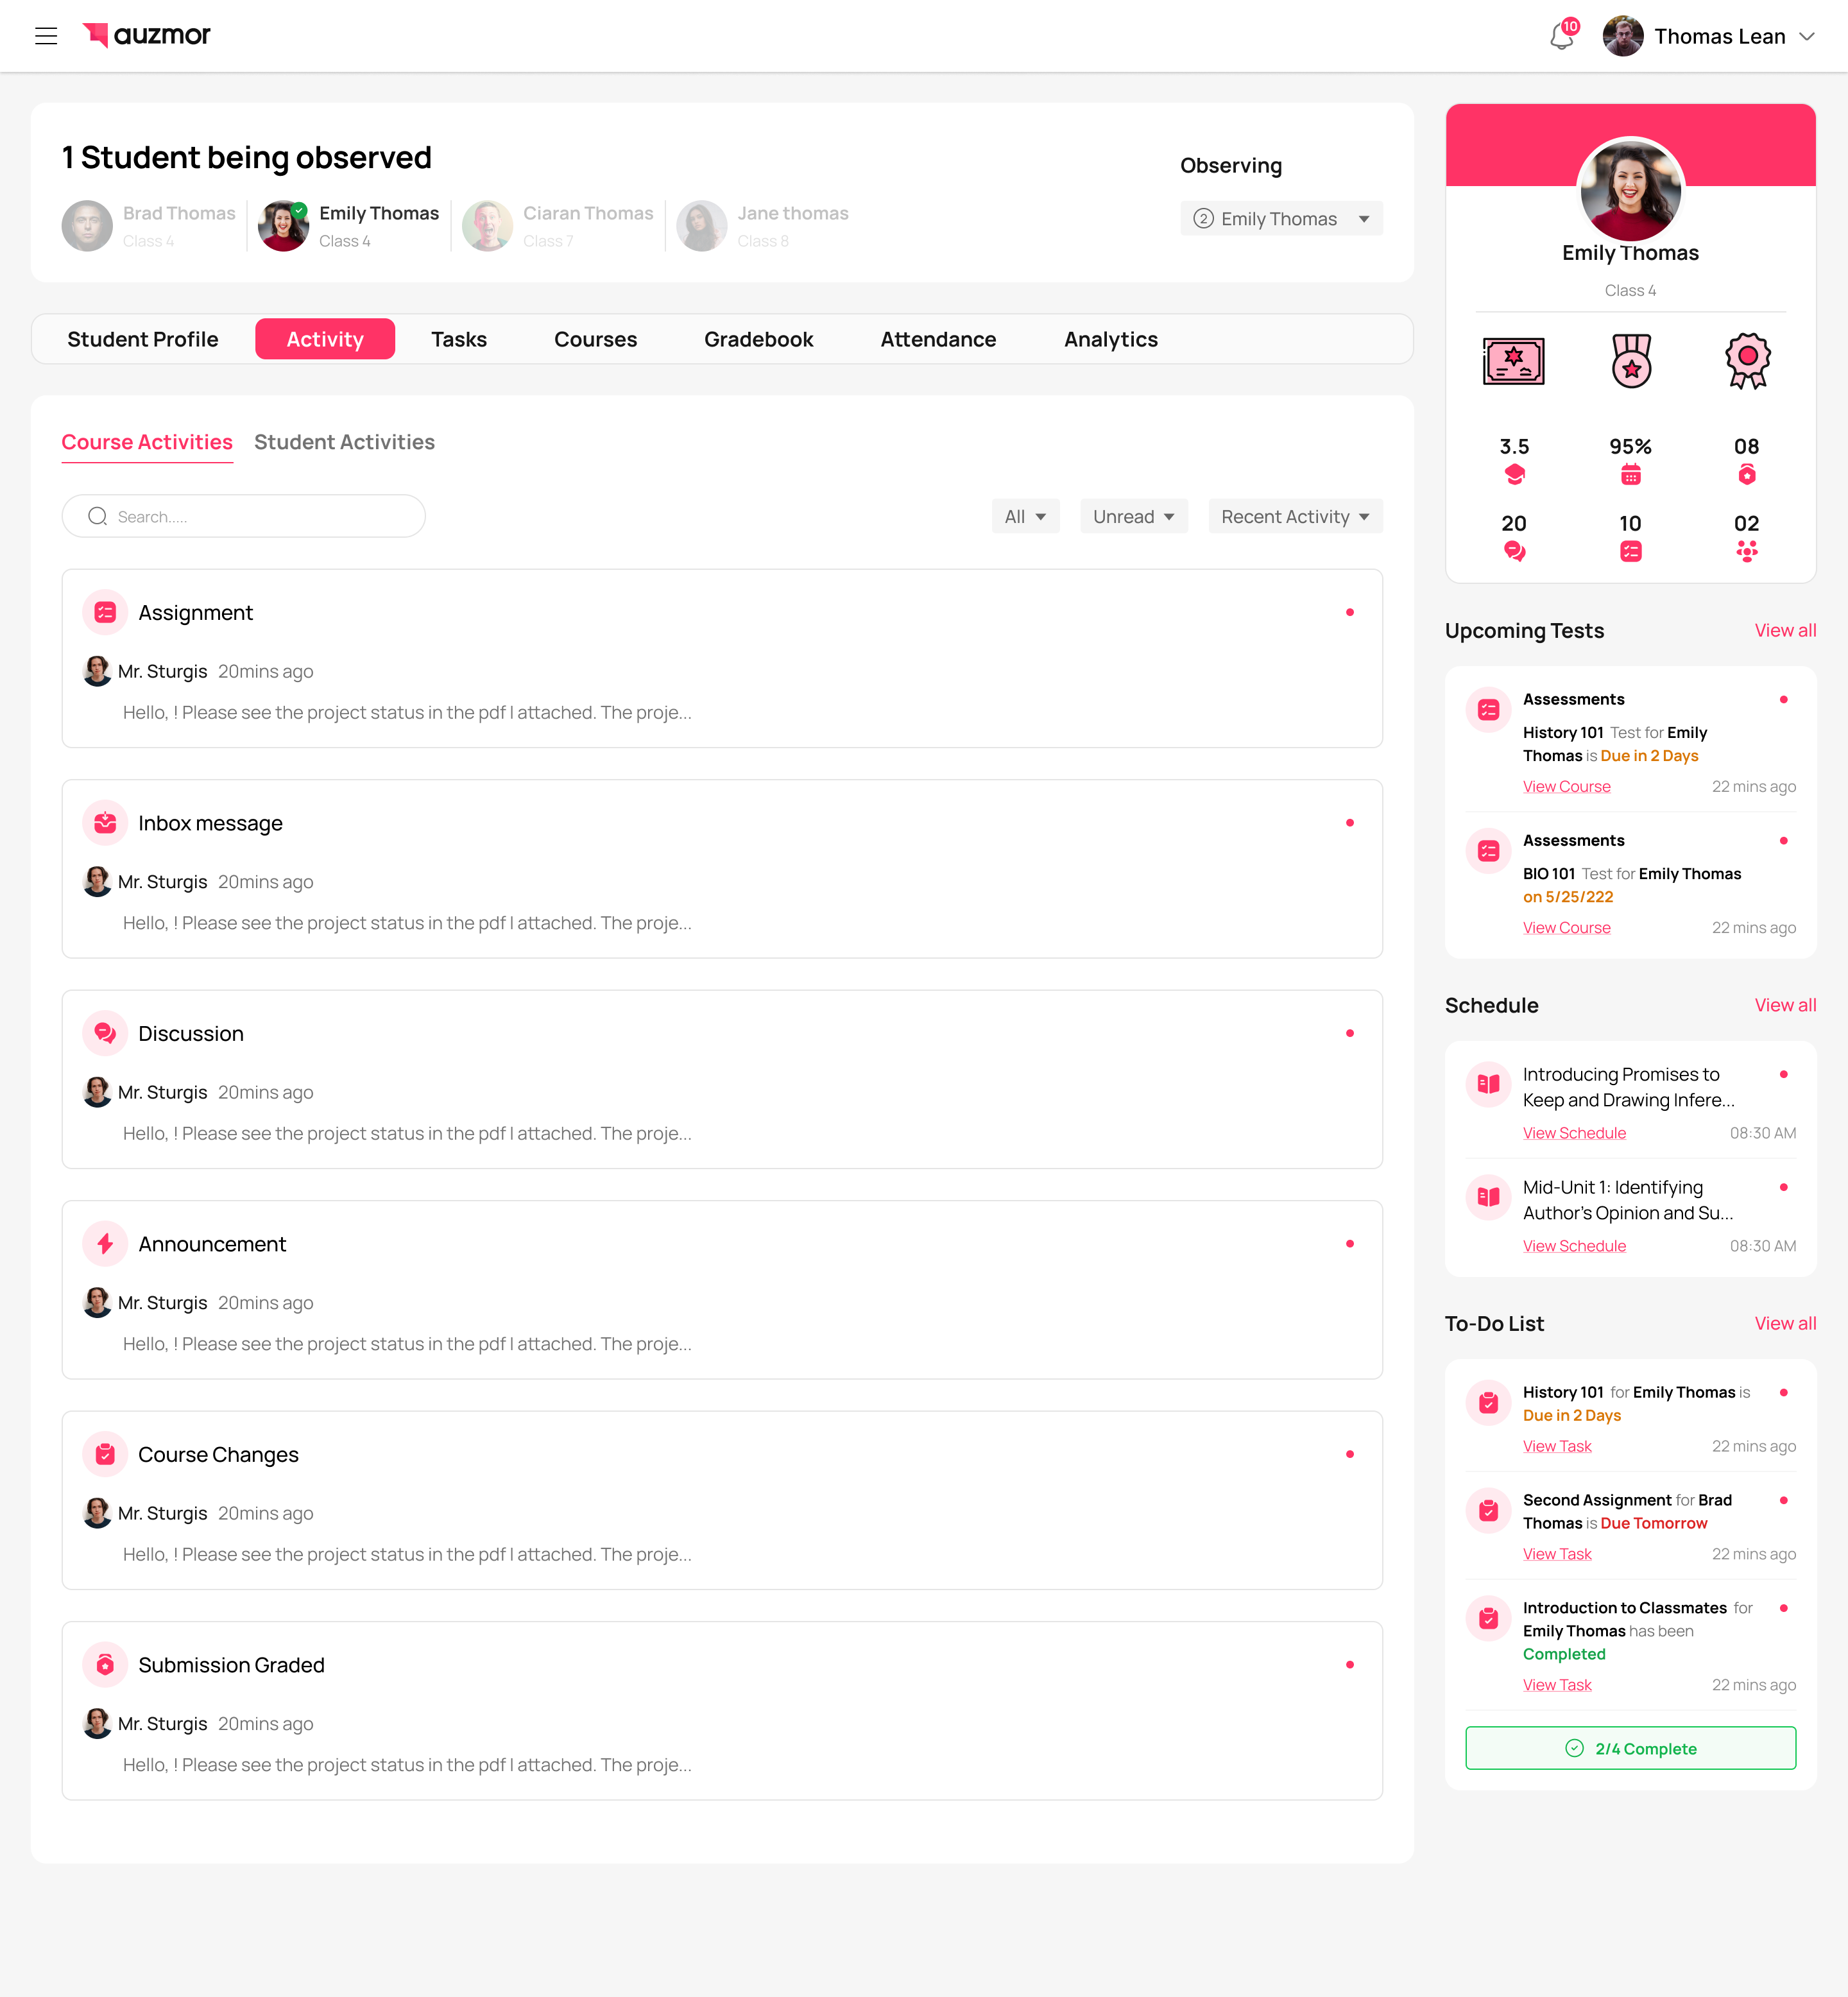 auzmor
10
Thomas Lean
1 Student being observed
Brad Thomas
Class 4
Emily Thomas
Class 4
Ciaran Thomas
Class 7
Jane thomas
Class 8
Observing
2 Emily Thomas
Student Profile
Activity
Tasks
Courses
Gradebook
Attendance
Analytics
Course Activities
Student Activities
Search.....
All
Unread
Recent Activity
Assignment
Mr. Sturgis 20mins ago
Hello, ! Please see the project status in the pdf I attached. The proje...
Inbox message
Mr. Sturgis 20mins ago
Hello, ! Please see the project status in the pdf I attached. The proje...
Discussion
Mr. Sturgis 20mins ago
Hello, ! Please see the project status in the pdf I attached. The proje...
Announcement
Mr. Sturgis 20mins ago
Hello, ! Please see the project status in the pdf I attached. The proje...
Course Changes
Mr. Sturgis 20mins ago
Hello, ! Please see the project status in the pdf I attached. The proje...
Submission Graded
Mr. Sturgis 20mins ago
Hello, ! Please see the project status in the pdf I attached. The proje...
Emily Thomas
Class 4
3.5
95%
08
20
10
02
Upcoming Tests
View all
Assessments
History 101 Test for Emily
Thomas is Due in 2 Days
View Course
22 mins ago
Assessments
BIO 101 Test for Emily Thomas
on 5/25/222
View Course
22 mins ago
Schedule
View all
Introducing Promises to
Keep and Drawing Infere...
View Schedule
08:30 AM
Mid-Unit 1: Identifying
Author's Opinion and Su...
View Schedule
08:30 AM
To-Do List
View all
History 101 for Emily Thomas is
Due in 2 Days
View Task
22 mins ago
Second Assignment for Brad
Thomas is Due Tomorrow
View Task
22 mins ago
Introduction to Classmates for
Emily Thomas has been
Completed
View Task
22 mins ago
2/4 Complete